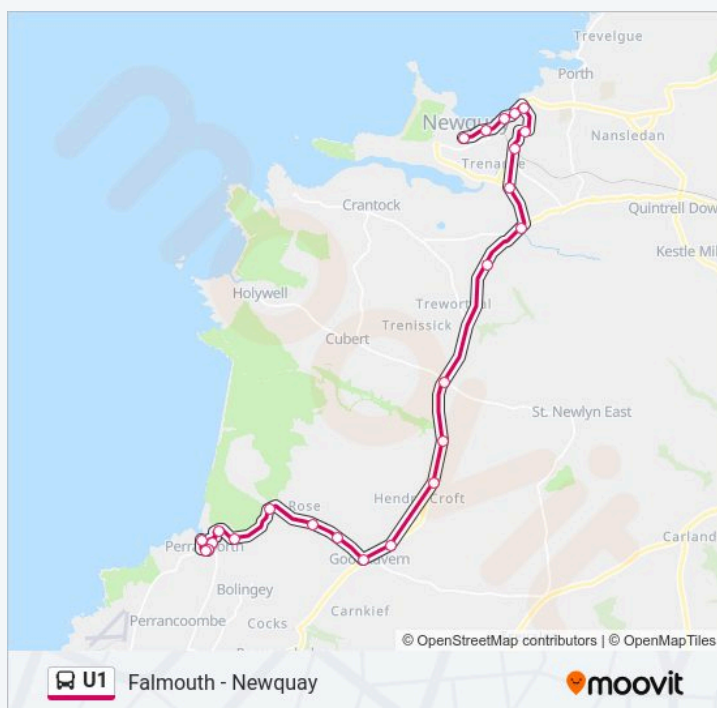 Trevelgue
Porth
Newquay
Nansledan
Trenance
Crantock
Quintrell Dow
Kestle Mil
Holywell
Treworthal
Trenissick
Cubert
St. Newlyn East
Rose
Hendra Croft
Carland
Perranporth
Goonhavern
Bolingey
Perrancoombe
Carnkief
Cocks
© OpenStreetMap contributors | © OpenMapTiles
U1 Falmouth - Newquay
moovit